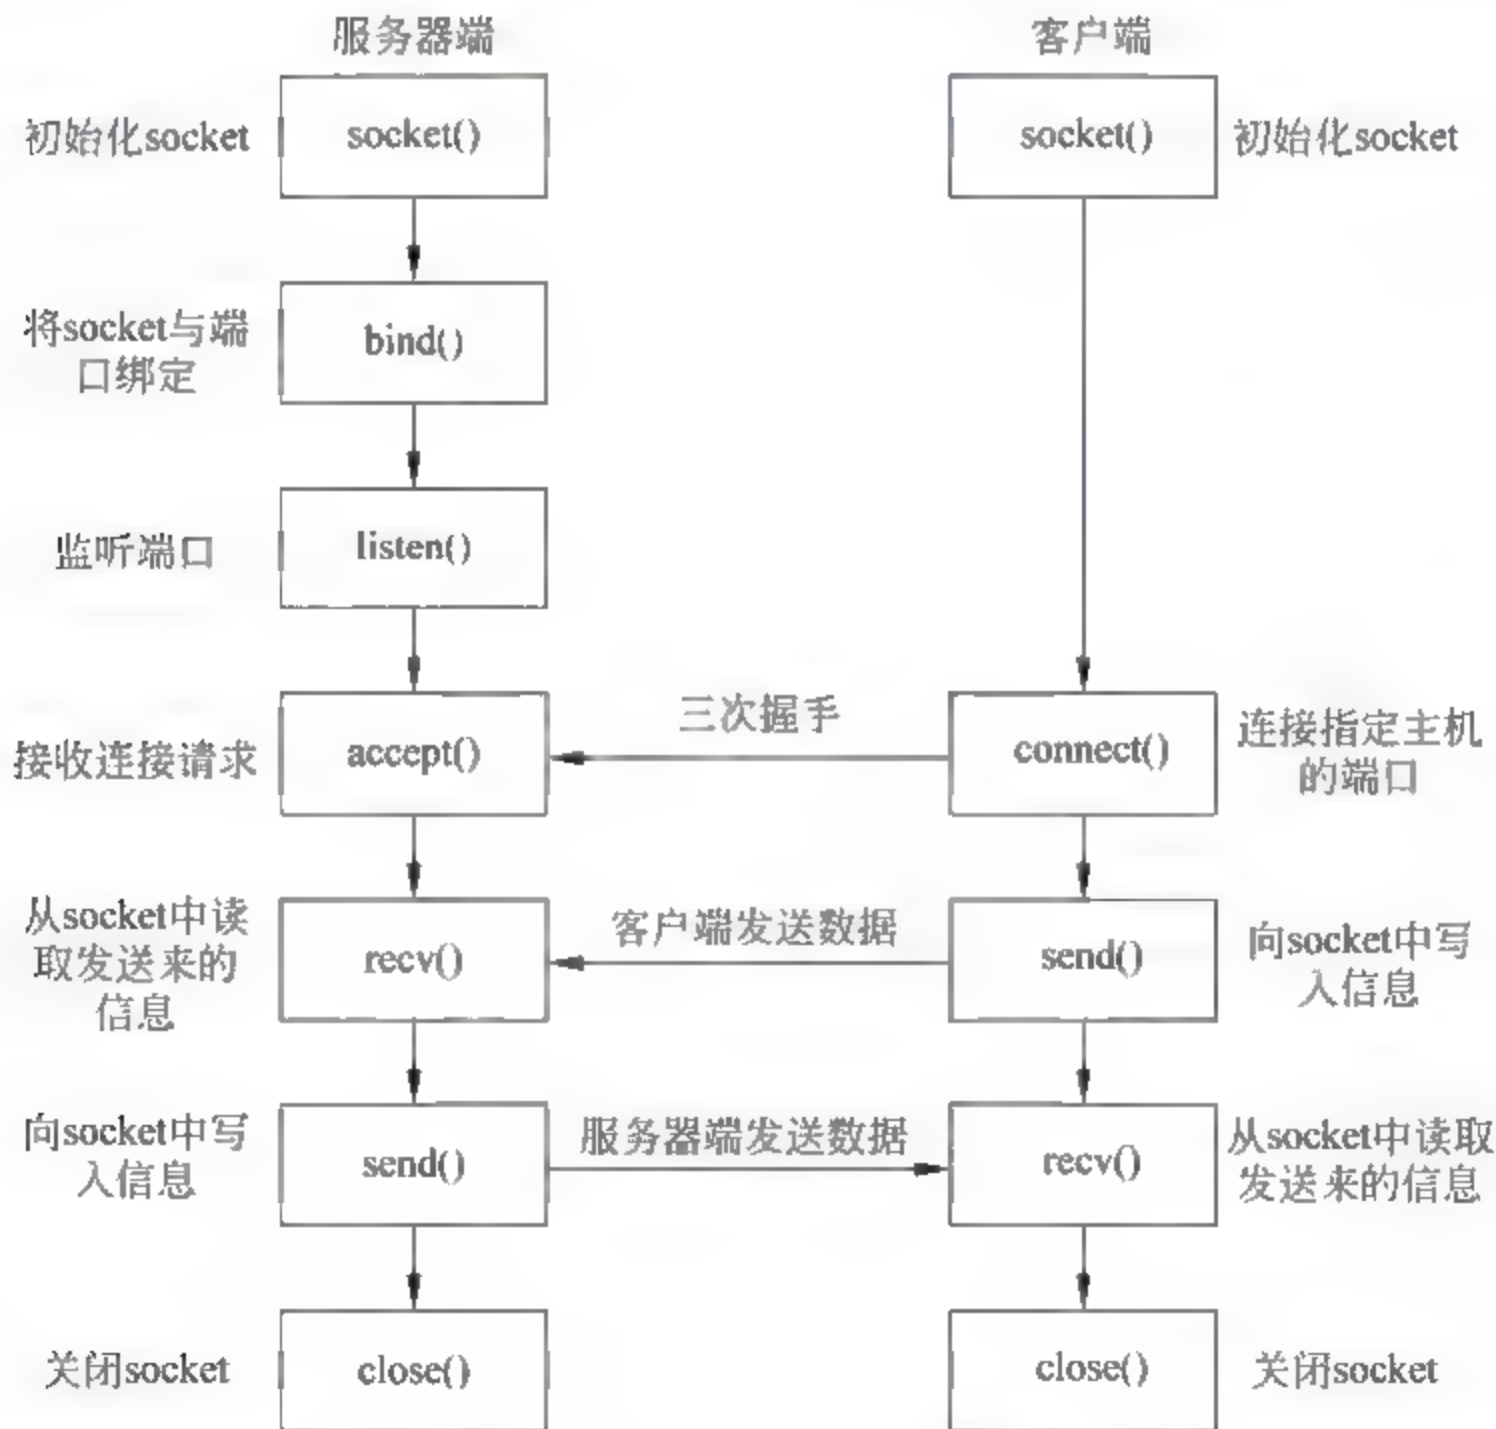 服务器端
客户端
初始化socket
socket()
socket()
初始化socket
将socket与端
口绑定
bind()
监听端口
listen()
接收连接请求
accept()
三次握手
connect()
连接指定主机
的端口
从socket中读
取发送来的
信息
recv()
客户端发送数据
send()
向socket中写
入信息
向socket中写
入信息
send()
服务器端发送数据
recv()
从socket中读取
发送来的信息
关闭socket
close()
close()
关闭socket